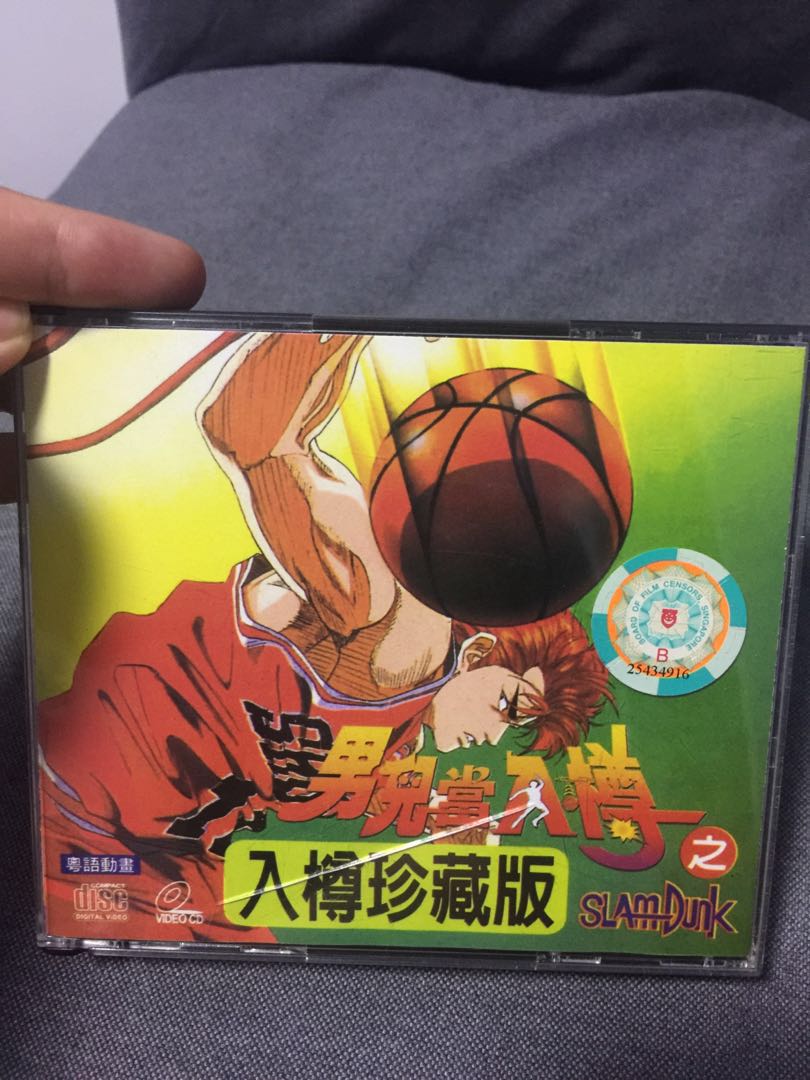 BOARD OF FILM CENSORS, SINGAPORE
B
25434916
男兒當入樽
之
粵語動畫
入樽珍藏版
SLAM DUNK
COMPACT
disc
DIGITAL VIDEO
VIDEO CD